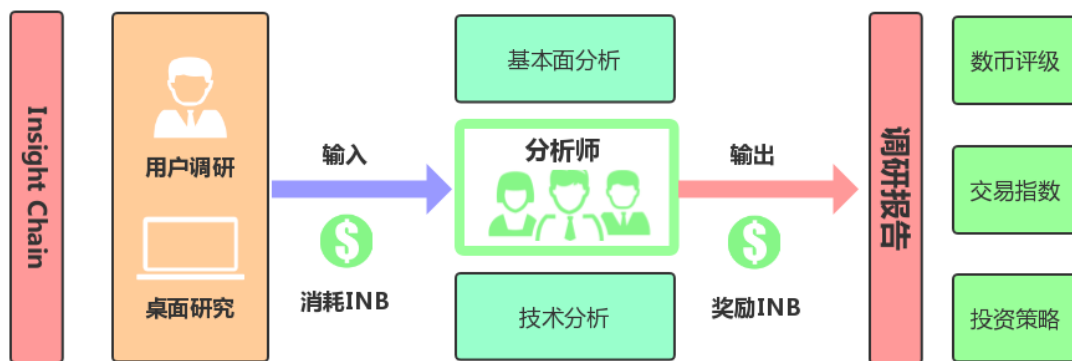 Insight Chain
用户调研
桌面研究
输入
消耗INB
基本面分析
分析师
技术分析
输出
奖励INB
调研报告
数币评级
交易指数
投资策略